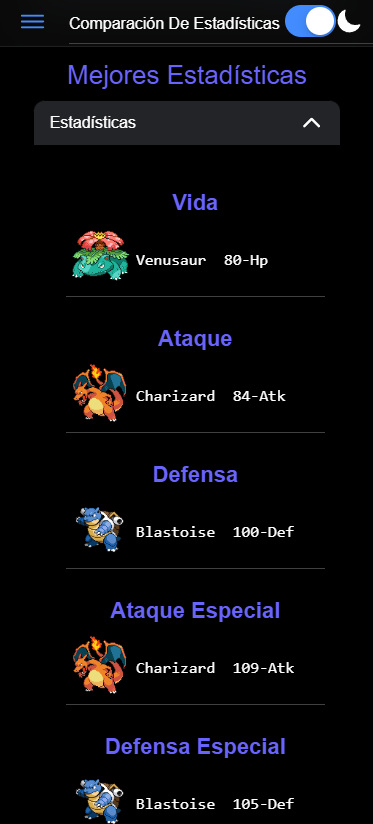 Comparación De Estadísticas
Mejores Estadísticas
Estadísticas
Vida
Venusaur 80-Hp
Ataque
Charizard 84-Atk
Defensa
Blastoise 100-Def
Ataque Especial
Charizard 109-Atk
Defensa Especial
Blastoise 105-Def